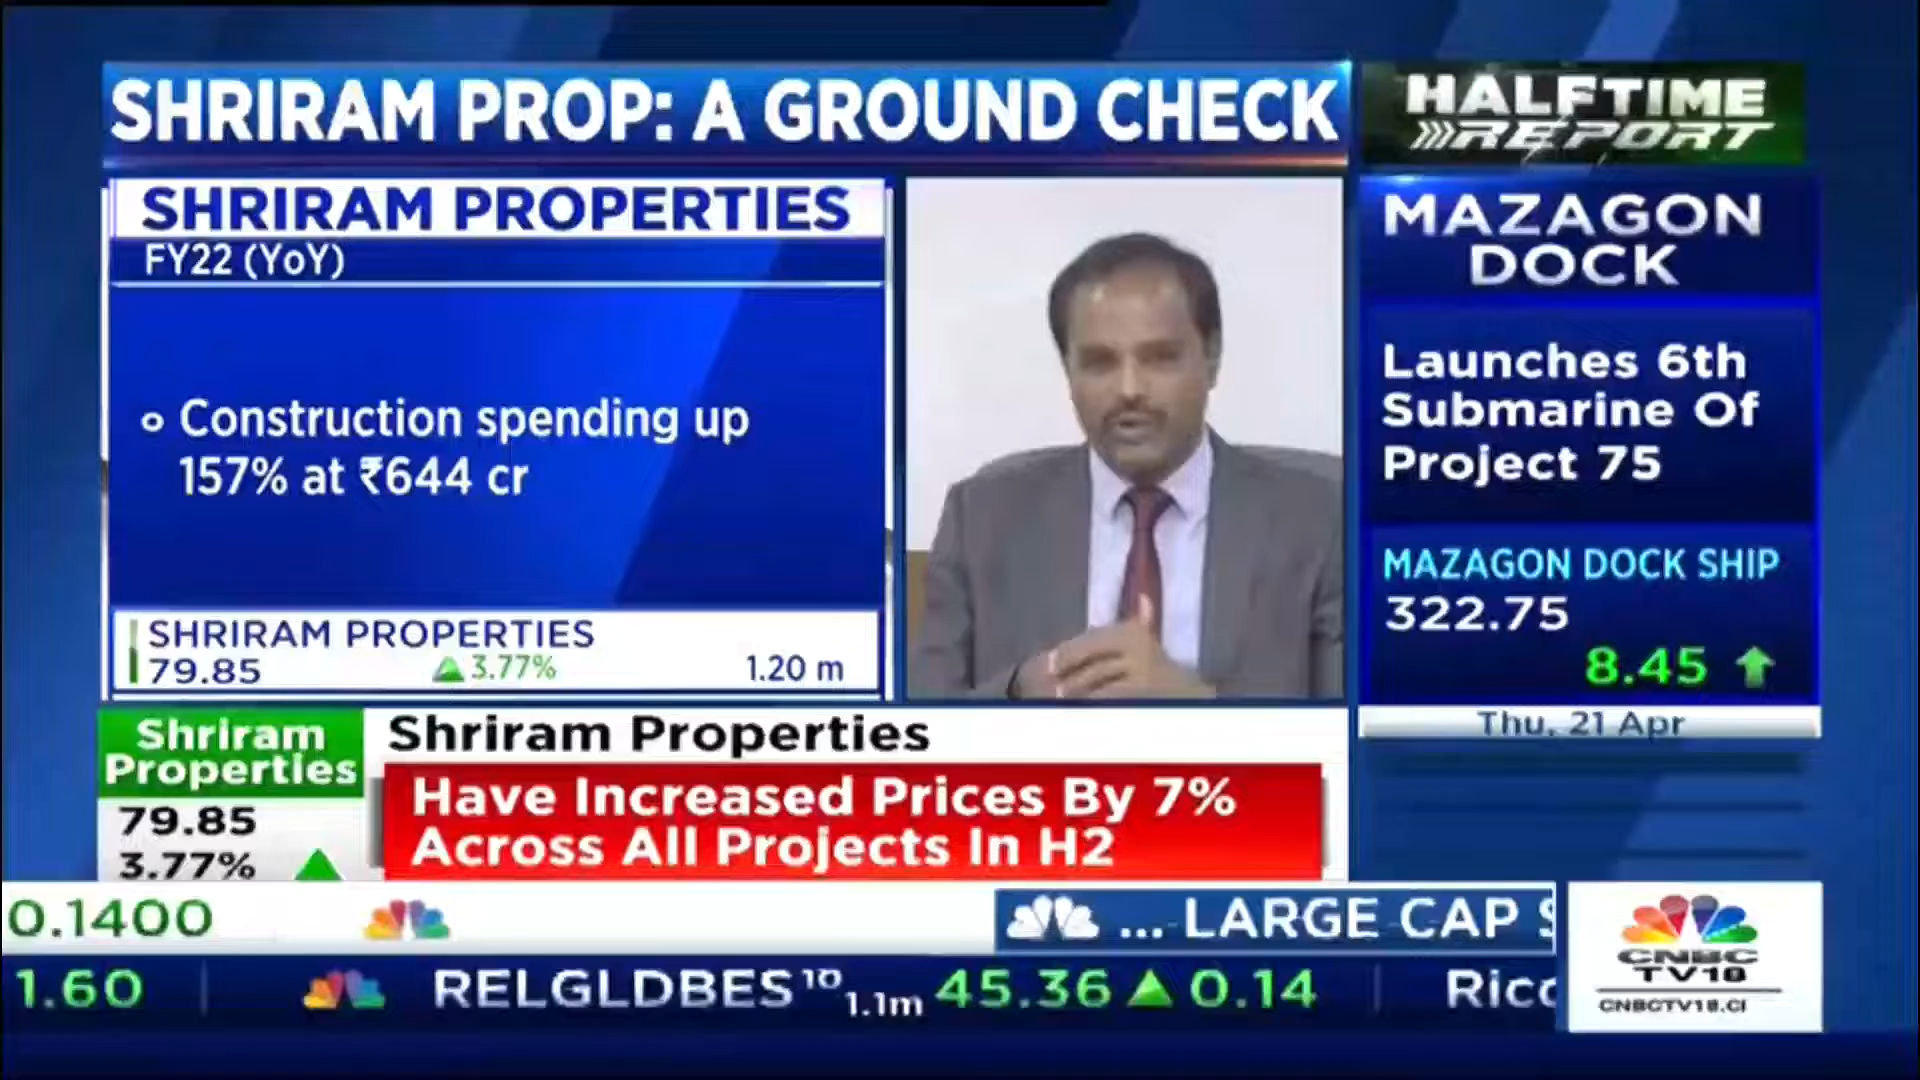 SHRIRAM PROP: A GROUND CHECK
HALFTIME
REPORT
SHRIRAM PROPERTIES
FY22 (YoY)
Construction spending up
157% at ₹644 cr
SHRIRAM PROPERTIES
79.85 3.77% 1.20 m
MAZAGON
DOCK
Launches 6th
Submarine Of
Project 75
MAZAGON DOCK SHIP
322.75
8.45
Thu, 21 Apr
Shriram
Properties
79.85
3.77%
Shriram Properties
Have Increased Prices By 7%
Across All Projects In H2
0.1400 ... LARGE CAP
1.60 RELGLDBES 10 1.1m 45.36 0.14
CNBC
TV18
CNBCTV18.C